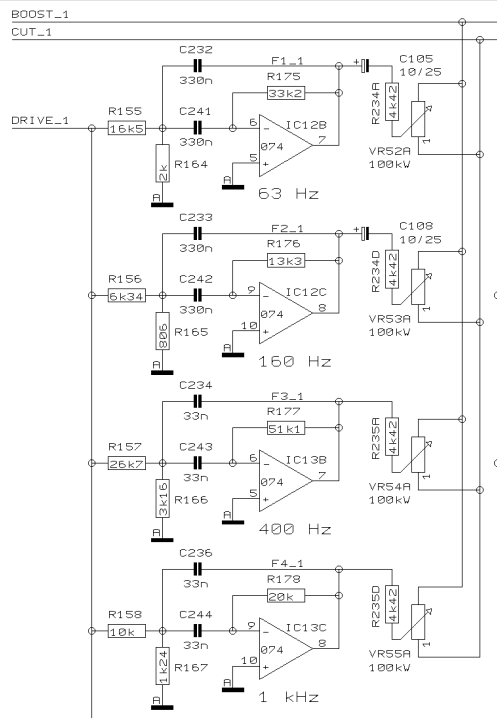 BOOST_1
CUT_1
C232
330n
F1_1
R175
33k2
C105
10/25
R234A
4k42
DRIVE_1
R155
16k5
C241
330n
6
5
IC12B
074
7
2k
R164
A
A
63 Hz
VR52A
100kW
1
C233
330n
F2_1
R176
13k3
C108
10/25
R234D
4k42
R156
6k34
C242
330n
9
10
IC12C
074
8
806
R165
A
A
160 Hz
VR53A
100kW
1
C234
33n
F3_1
R177
51k1
R235A
4k42
R157
26k7
C243
33n
6
5
IC13B
074
7
3k16
R166
A
A
400 Hz
VR54A
100kW
1
C236
33n
F4_1
R178
20k
R235D
4k42
R158
10k
C244
33n
9
10
IC13C
074
8
1k24
R167
A
A
1 kHz
VR55A
100kW
1